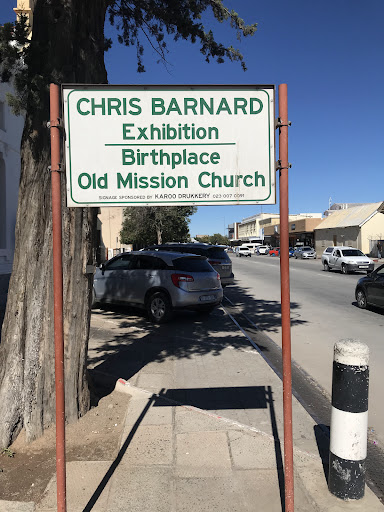 CHRIS BARNARD
Exhibition
Birthplace
Old Mission Church
SIGNAGE SPONSORED BY KAROO DRUKKERY